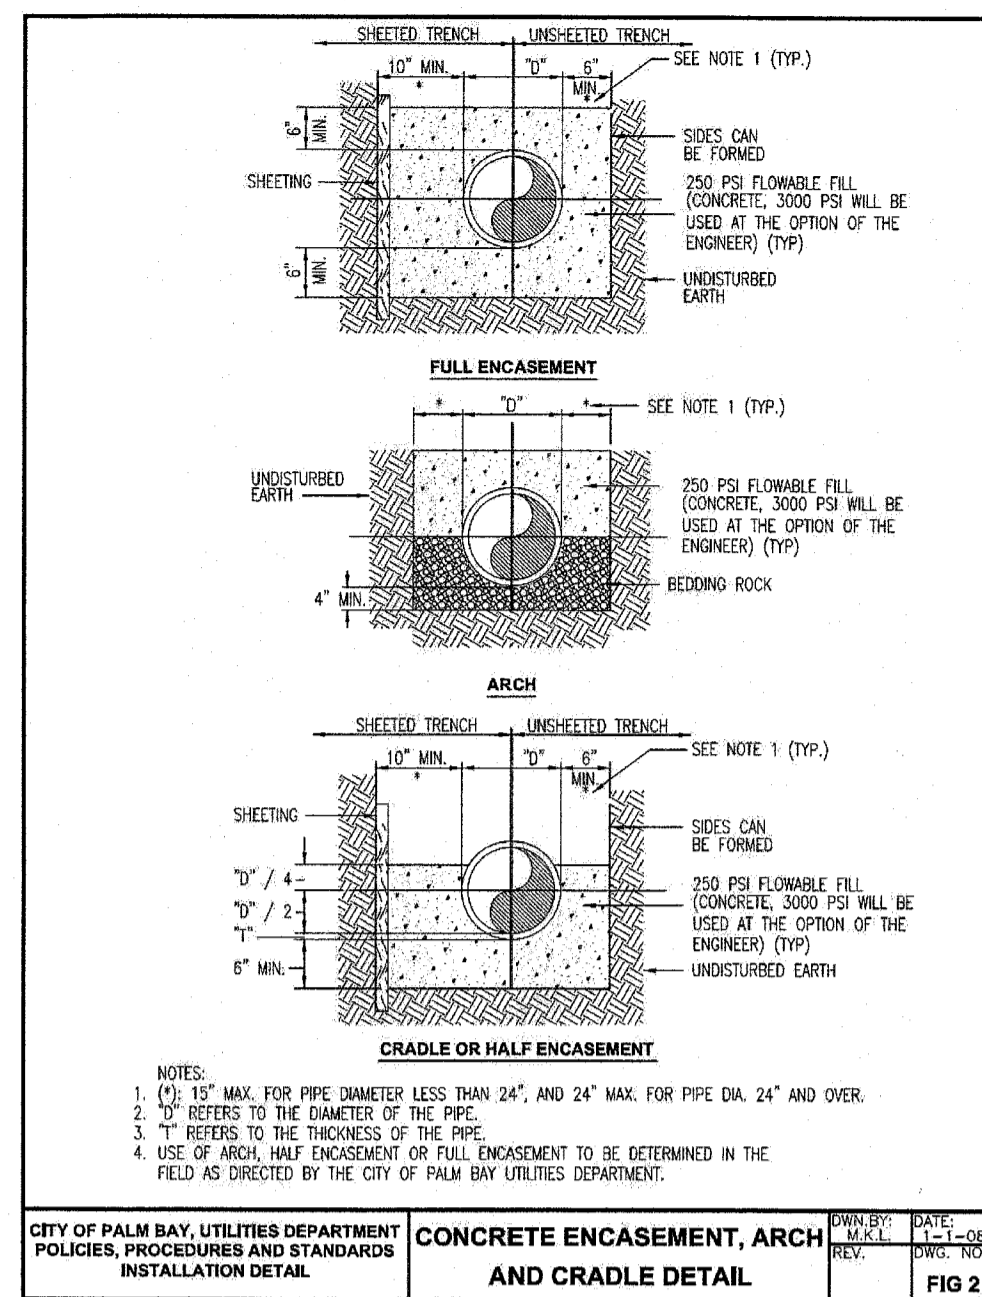 SHEETED TRENCH UNSHEETED TRENCH
10" MIN. "D" 6"
* MIN.
*
SEE NOTE 1 (TYP.)
6"
MIN.
SIDES CAN
BE FORMED
SHEETING
250 PSI FLOWABLE FILL
(CONCRETE, 3000 PSI WILL BE
USED AT THE OPTION OF THE
ENGINEER) (TYP)
6"
MIN.
UNDISTURBED
EARTH
FULL ENCASEMENT
* "D" *
SEE NOTE 1 (TYP.)
UNDISTURBED
EARTH
250 PSI FLOWABLE FILL
(CONCRETE, 3000 PSI WILL BE
USED AT THE OPTION OF THE
ENGINEER) (TYP)
4" MIN.
BEDDING ROCK
ARCH
SHEETED TRENCH UNSHEETED TRENCH
10" MIN. "D" 6"
* MIN.
*
SEE NOTE 1 (TYP.)
SHEETING
SIDES CAN
BE FORMED
"D" / 4
"D" / 2
"T"
6" MIN.
250 PSI FLOWABLE FILL
(CONCRETE, 3000 PSI WILL BE
USED AT THE OPTION OF THE
ENGINEER) (TYP)
UNDISTURBED EARTH
CRADLE OR HALF ENCASEMENT
NOTES:
1. (*): 15" MAX. FOR PIPE DIAMETER LESS THAN 24", AND 24" MAX. FOR PIPE DIA. 24" AND OVER.
2. "D" REFERS TO THE DIAMETER OF THE PIPE.
3. "T" REFERS TO THE THICKNESS OF THE PIPE.
4. USE OF ARCH, HALF ENCASEMENT OR FULL ENCASEMENT TO BE DETERMINED IN THE
FIELD AS DIRECTED BY THE CITY OF PALM BAY UTILITIES DEPARTMENT.
CITY OF PALM BAY, UTILITIES DEPARTMENT
POLICIES, PROCEDURES AND STANDARDS
INSTALLATION DETAIL
CONCRETE ENCASEMENT, ARCH
AND CRADLE DETAIL
DWN.BY:
M.K.L.
DATE:
1-1-08
REV.
DWG. NO
FIG 2